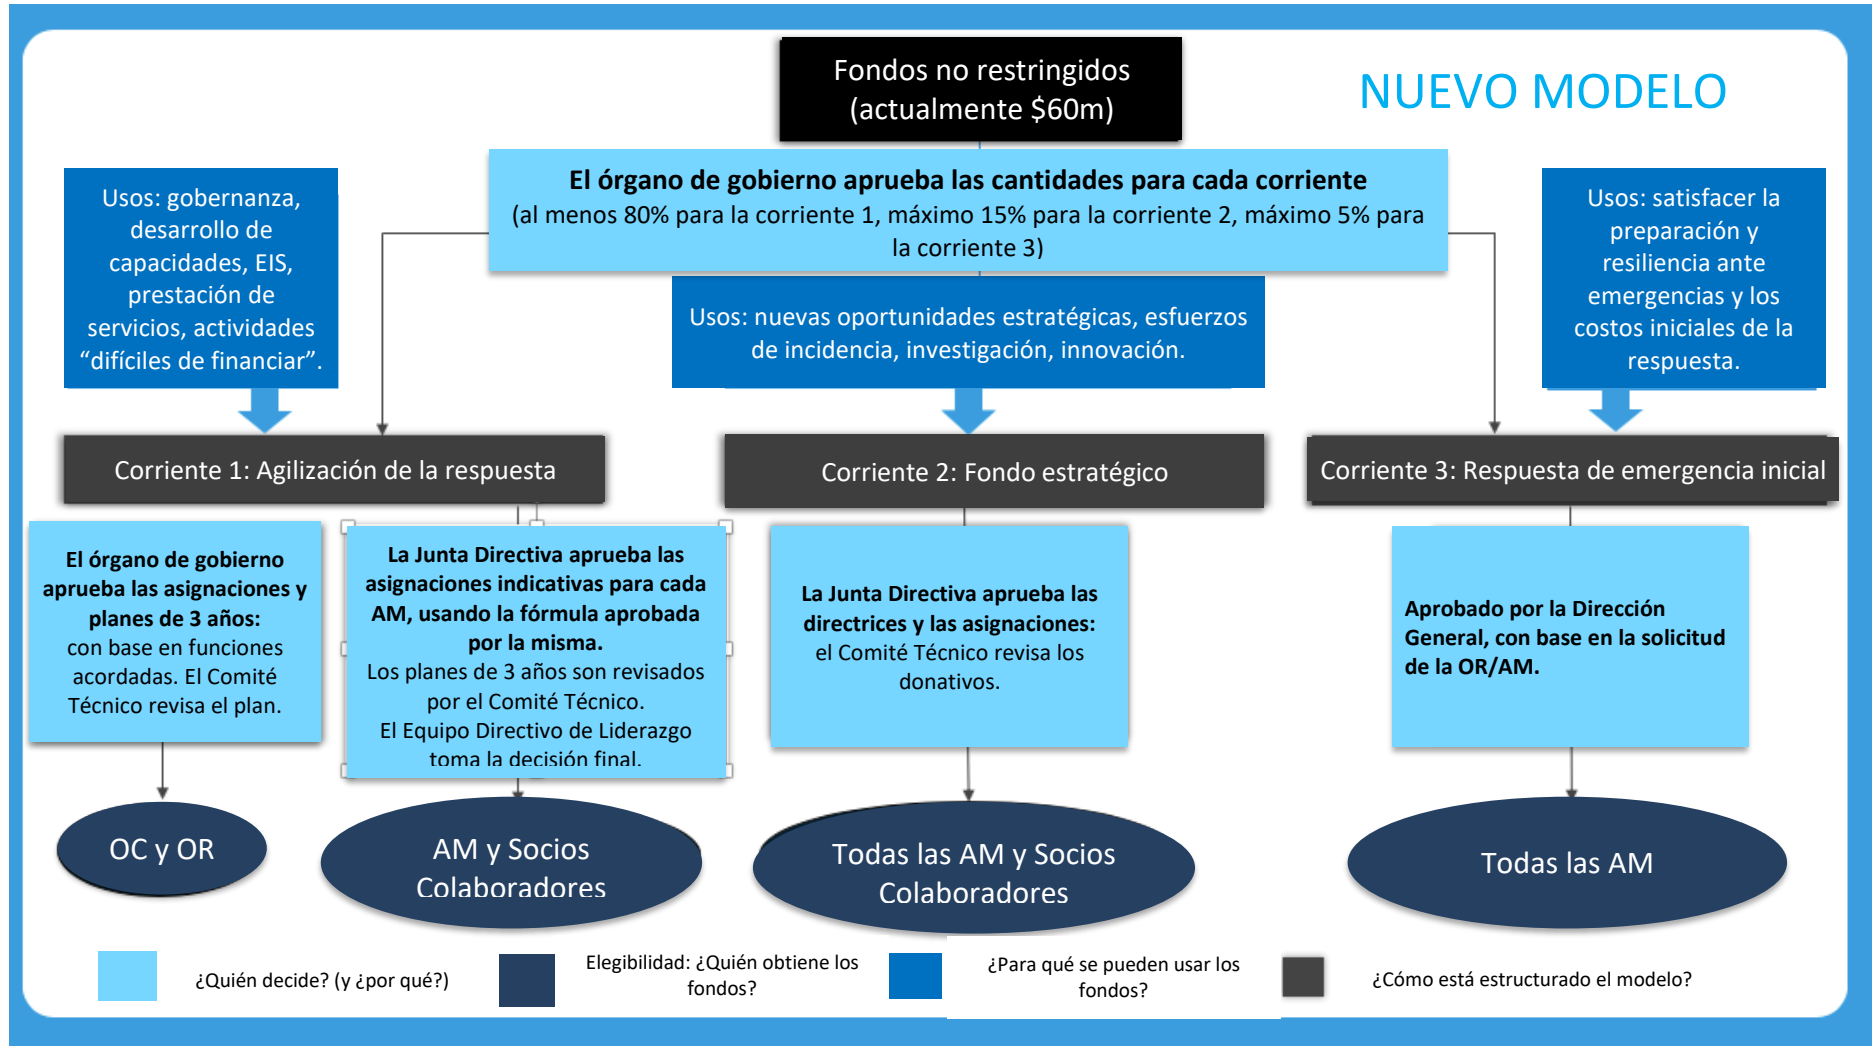 Fondos no restringidos
(actualmente $60m)
NUEVO MODELO
El órgano de gobierno aprueba las cantidades para cada corriente
(al menos 80% para la corriente 1, máximo 15% para la corriente 2, máximo 5% para
la corriente 3)
Usos: gobernanza,
desarrollo de
capacidades, EIS,
prestación de
servicios, actividades
“difíciles de financiar”.
Usos: nuevas oportunidades estratégicas, esfuerzos
de incidencia, investigación, innovación.
Usos: satisfacer la
preparación y
resiliencia ante
emergencias y los
costos iniciales de la
respuesta.
Corriente 1: Agilización de la respuesta
Corriente 2: Fondo estratégico
Corriente 3: Respuesta de emergencia inicial
El órgano de gobierno
aprueba las asignaciones y
planes de 3 años:
con base en funciones
acordadas. El Comité
Técnico revisa el plan.
La Junta Directiva aprueba las
asignaciones indicativas para cada
AM, usando la fórmula aprobada
por la misma.
Los planes de 3 años son revisados
por el Comité Técnico.
El Equipo Directivo de Liderazgo
toma la decisión final.
La Junta Directiva aprueba las
directrices y las asignaciones:
el Comité Técnico revisa los
donativos.
Aprobado por la Dirección
General, con base en la solicitud
de la OR/AM.
OC y OR
AM y Socios
Colaboradores
Todas las AM y Socios
Colaboradores
Todas las AM
¿Quién decide? (y ¿por qué?)
Elegibilidad: ¿Quién obtiene los
fondos?
¿Para qué se pueden usar los
fondos?
¿Cómo está estructurado el modelo?